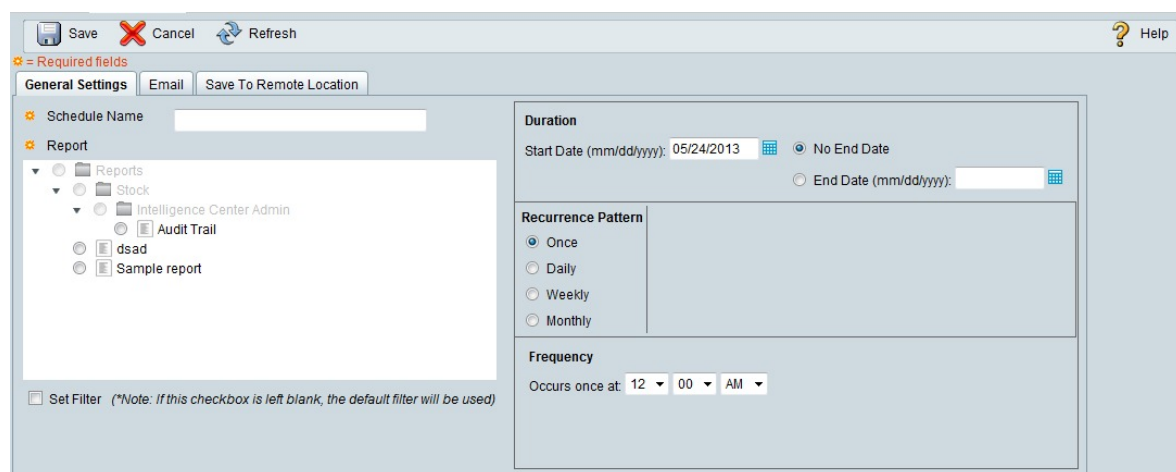 Save Cancel Refresh Help
= Required fields
General Settings Email Save To Remote Location
Schedule Name
Report
Reports
Stock
Intelligence Center Admin
Audit Trail
dsad
Sample report
Set Filter (*Note: If this checkbox is left blank, the default filter will be used)
Duration
Start Date (mm/dd/yyyy): 05/24/2013 No End Date
End Date (mm/dd/yyyy):
Recurrence Pattern
Once
Daily
Weekly
Monthly
Frequency
Occurs once at: 12 00 AM